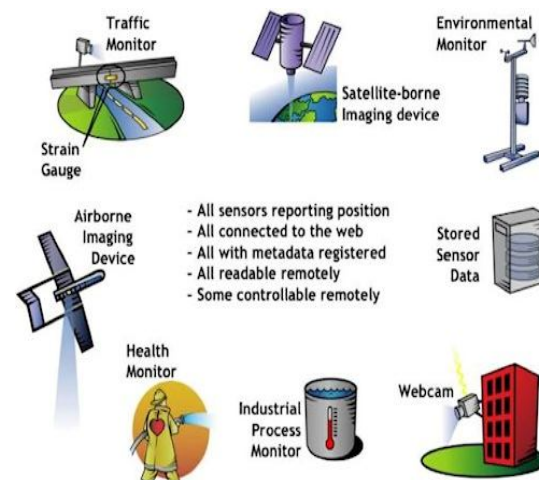 Traffic
Monitor
Strain
Gauge
Satellite-borne
Imaging device
Environmental
Monitor
Airborne
Imaging
Device
- All sensors reporting position
- All connected to the web
- All with metadata registered
- All readable remotely
- Some controllable remotely
Stored
Sensor
Data
Health
Monitor
Industrial
Process
Monitor
Webcam